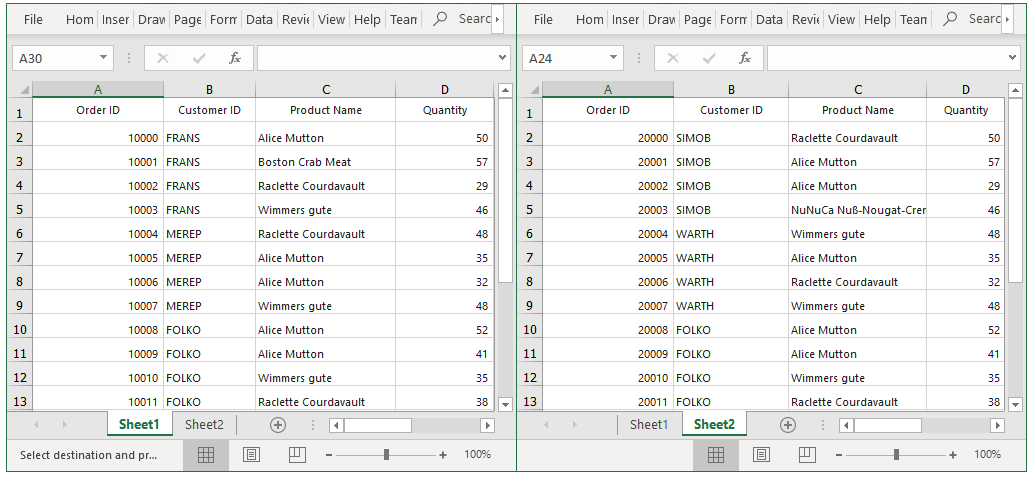 File Hom Inser Draw Page Form Data Revie View Help Team Searc
A30 fx
A B C D
1 Order ID Customer ID Product Name Quantity
2 10000 FRANS Alice Mutton 50
3 10001 FRANS Boston Crab Meat 57
4 10002 FRANS Raclette Courdavault 29
5 10003 FRANS Wimmers gute 46
6 10004 MEREP Raclette Courdavault 48
7 10005 MEREP Alice Mutton 35
8 10006 MEREP Alice Mutton 32
9 10007 MEREP Wimmers gute 48
10 10008 FOLKO Alice Mutton 52
11 10009 FOLKO Alice Mutton 41
12 10010 FOLKO Wimmers gute 35
13 10011 FOLKO Raclette Courdavault 38
Sheet1 Sheet2
Select destination and pr... 100%
File Hom Inser Draw Page Form Data Revie View Help Team Searc
A24 fx
A B C D
1 Order ID Customer ID Product Name Quantity
2 20000 SIMOB Raclette Courdavault 50
3 20001 SIMOB Alice Mutton 57
4 20002 SIMOB Alice Mutton 29
5 20003 SIMOB NuNuCa Nuß-Nougat-Crer 46
6 20004 WARTH Wimmers gute 48
7 20005 WARTH Alice Mutton 35
8 20006 WARTH Raclette Courdavault 32
9 20007 WARTH Wimmers gute 48
10 20008 FOLKO Alice Mutton 52
11 20009 FOLKO Alice Mutton 41
12 20010 FOLKO Wimmers gute 35
13 20011 FOLKO Raclette Courdavault 38
Sheet1 Sheet2
100%